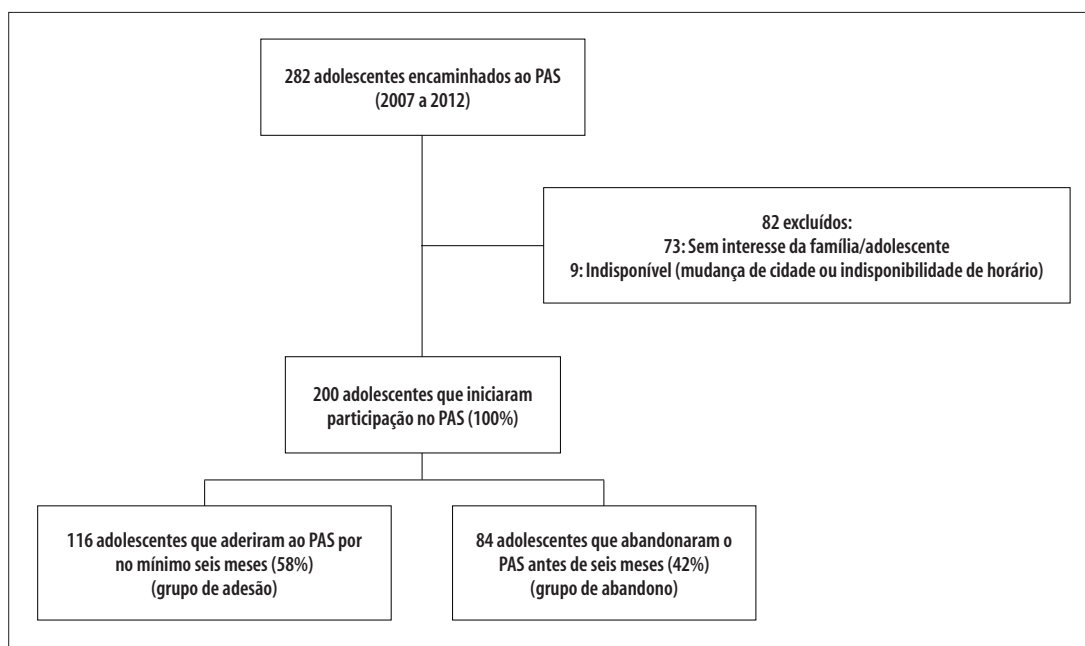 282 adolescentes encaminhados ao PAS
(2007 a 2012)
82 excluídos:
73: Sem interesse da família/adolescente
9: Indisponível (mudança de cidade ou indisponibilidade de horário)
200 adolescentes que iniciaram
participação no PAS (100%)
116 adolescentes que aderiram ao PAS por
no mínimo seis meses (58%)
(grupo de adesão)
84 adolescentes que abandonaram o
PAS antes de seis meses (42%)
(grupo de abandono)